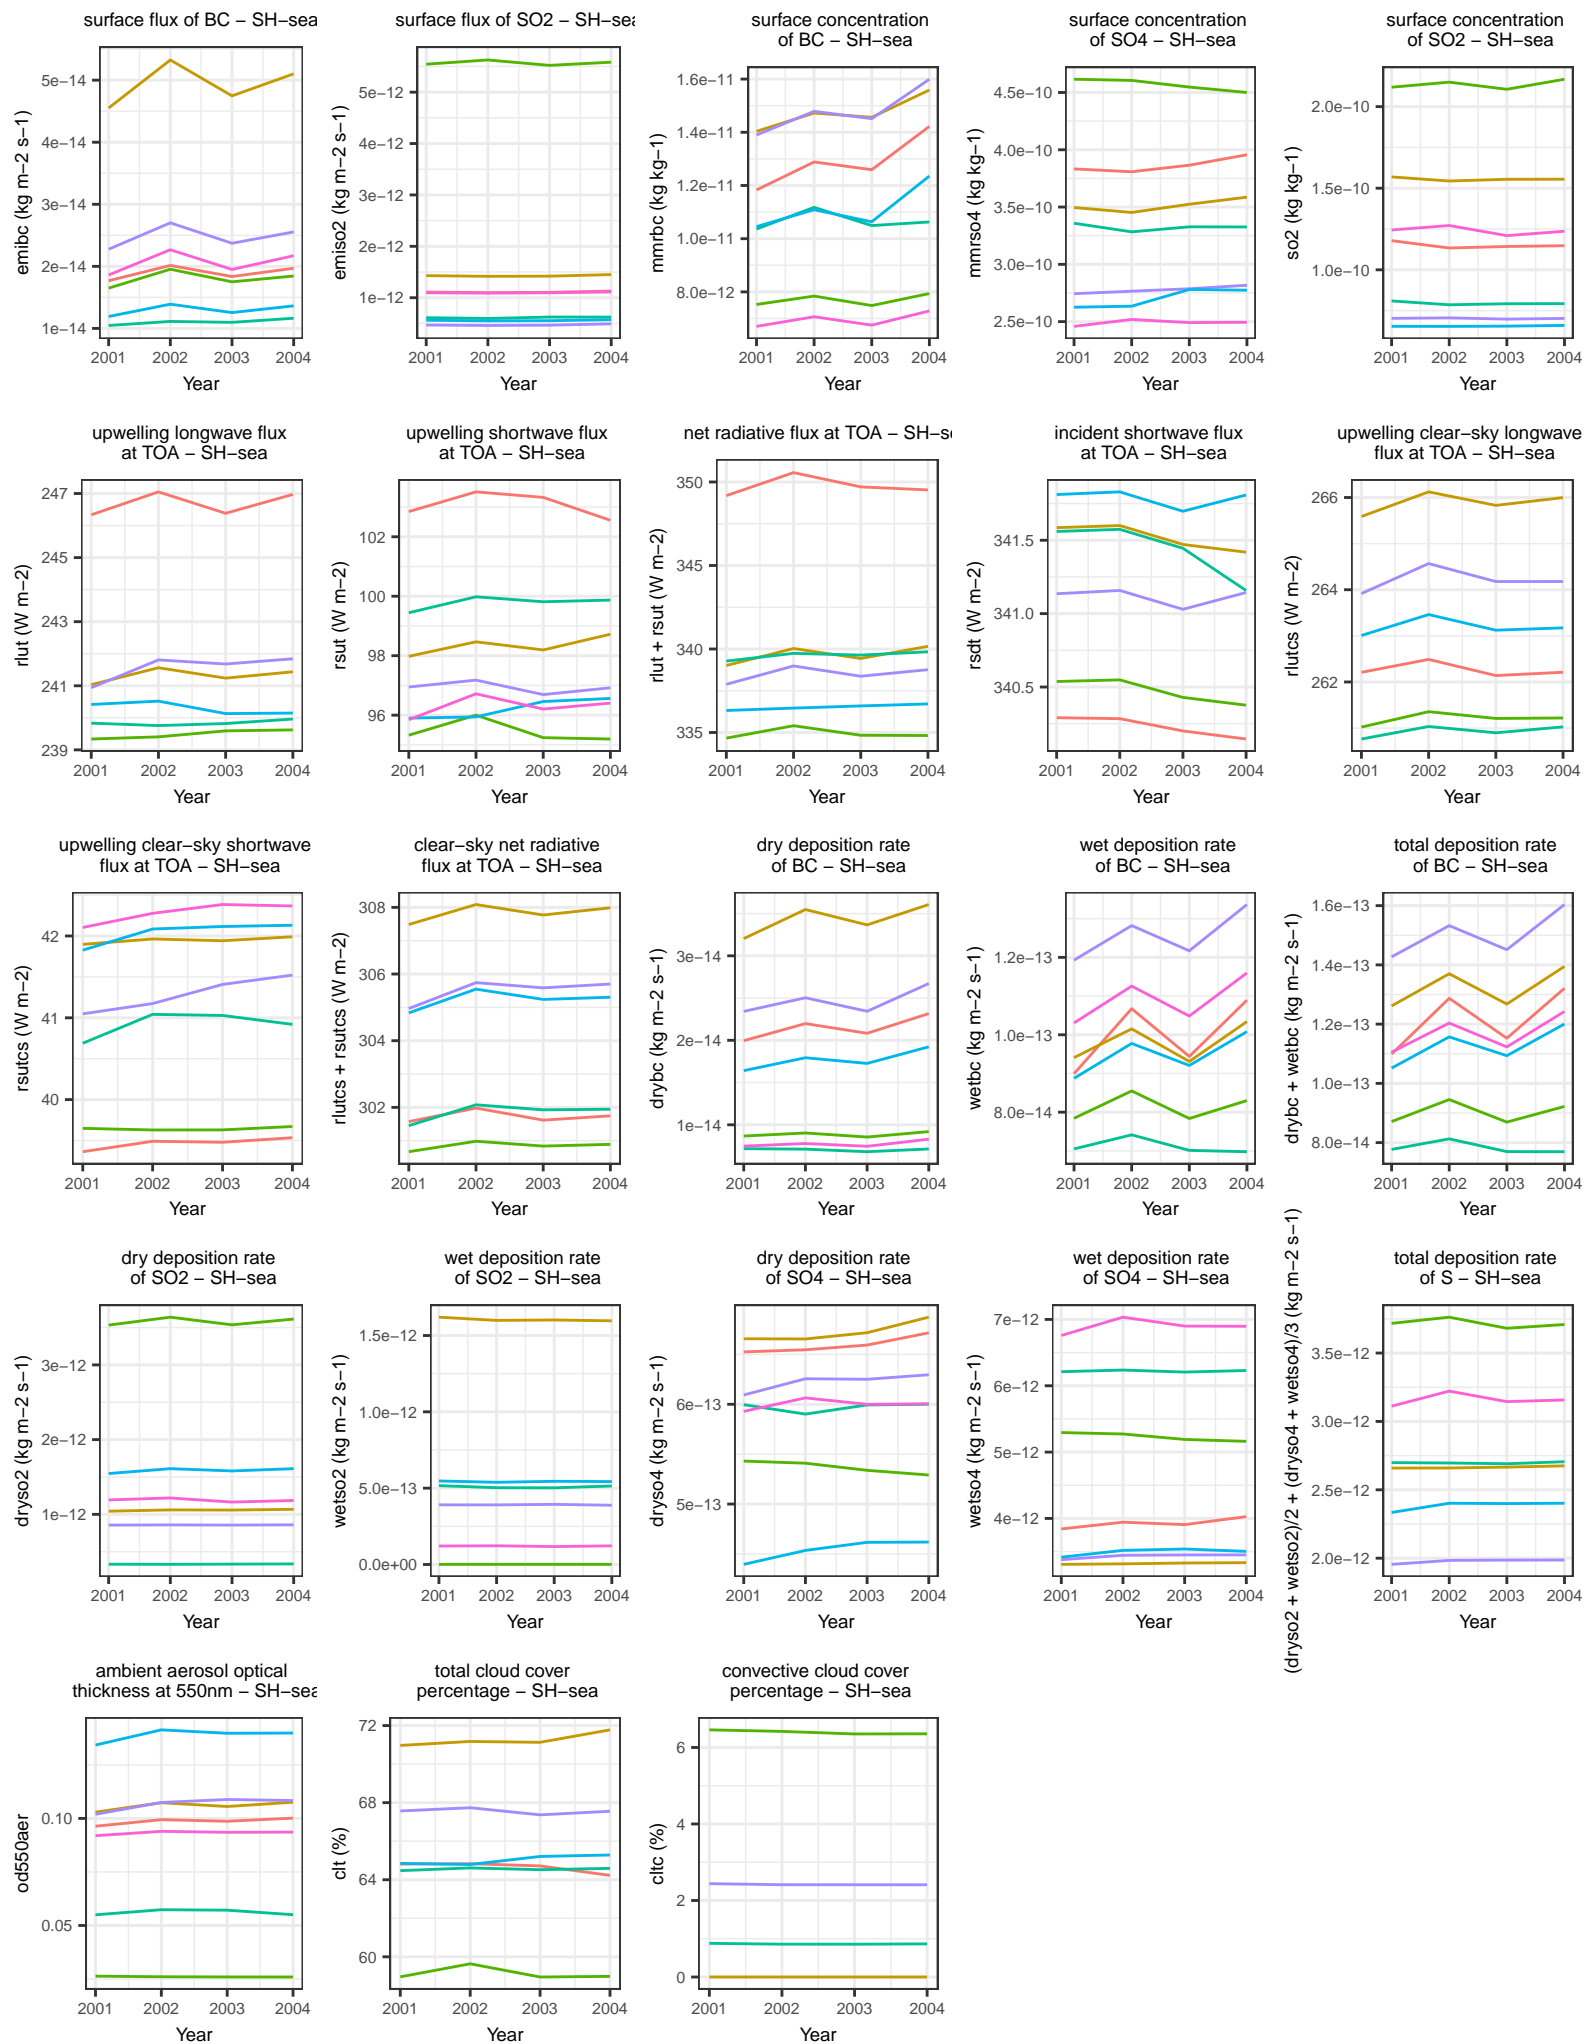 surface flux of BC − SH−sea
5e−14
4e−14
3e−14
2e−14
1e−14
emibc (kg m−2 s−1)
2001 2002 2003 2004
Year
surface flux of SO2 − SH−sea
5e−12
4e−12
3e−12
2e−12
1e−12
emiso2 (kg m−2 s−1)
2001 2002 2003 2004
Year
surface concentration
of BC − SH−sea
1.6e−11
1.4e−11
1.2e−11
1.0e−11
8.0e−12
mmrbc (kg kg−1)
2001 2002 2003 2004
Year
surface concentration
of SO4 − SH−sea
4.5e−10
4.0e−10
3.5e−10
3.0e−10
2.5e−10
mmrso4 (kg kg−1)
2001 2002 2003 2004
Year
surface concentration
of SO2 − SH−sea
2.0e−10
1.5e−10
1.0e−10
so2 (kg kg−1)
2001 2002 2003 2004
Year
upwelling longwave flux
at TOA − SH−sea
247
245
243
241
239
rlut (W m−2)
2001 2002 2003 2004
Year
upwelling shortwave flux
at TOA − SH−sea
102
100
98
96
rsut (W m−2)
2001 2002 2003 2004
Year
net radiative flux at TOA − SH−s
350
345
340
335
rlut + rsut (W m−2)
2001 2002 2003 2004
Year
incident shortwave flux
at TOA − SH−sea
341.5
341.0
340.5
rsdt (W m−2)
2001 2002 2003 2004
Year
upwelling clear−sky longwave
flux at TOA − SH−sea
266
264
262
rlutcs (W m−2)
2001 2002 2003 2004
Year
upwelling clear−sky shortwave
flux at TOA − SH−sea
42
41
40
rsutcs (W m−2)
2001 2002 2003 2004
Year
clear−sky net radiative
flux at TOA − SH−sea
308
306
304
302
rlutcs + rsutcs (W m−2)
2001 2002 2003 2004
Year
dry deposition rate
of BC − SH−sea
3e−14
2e−14
1e−14
drybc (kg m−2 s−1)
2001 2002 2003 2004
Year
wet deposition rate
of BC − SH−sea
1.2e−13
1.0e−13
8.0e−14
wetbc (kg m−2 s−1)
2001 2002 2003 2004
Year
total deposition rate
of BC − SH−sea
1.6e−13
1.4e−13
1.2e−13
1.0e−13
8.0e−14
drybc + wetbc (kg m−2 s−1)
2001 2002 2003 2004
Year
dry deposition rate
of SO2 − SH−sea
3e−12
2e−12
1e−12
dryso2 (kg m−2 s−1)
2001 2002 2003 2004
Year
wet deposition rate
of SO2 − SH−sea
1.5e−12
1.0e−12
5.0e−13
0.0e+00
wetso2 (kg m−2 s−1)
2001 2002 2003 2004
Year
dry deposition rate
of SO4 − SH−sea
6e−13
5e−13
dryso4 (kg m−2 s−1)
2001 2002 2003 2004
Year
wet deposition rate
of SO4 − SH−sea
7e−12
6e−12
5e−12
4e−12
wetso4 (kg m−2 s−1)
2001 2002 2003 2004
Year
total deposition rate
of S − SH−sea
3.5e−12
3.0e−12
2.5e−12
2.0e−12
(dryso2 + wetso2)/2 + (dryso4 + wetso4)/3 (kg m−2 s−1)
2001 2002 2003 2004
Year
ambient aerosol optical
thickness at 550nm − SH−sea
0.10
0.05
od550aer
2001 2002 2003 2004
Year
total cloud cover
percentage − SH−sea
72
68
64
60
clt (%)
2001 2002 2003 2004
Year
convective cloud cover
percentage − SH−sea
6
4
2
0
cltc (%)
2001 2002 2003 2004
Year